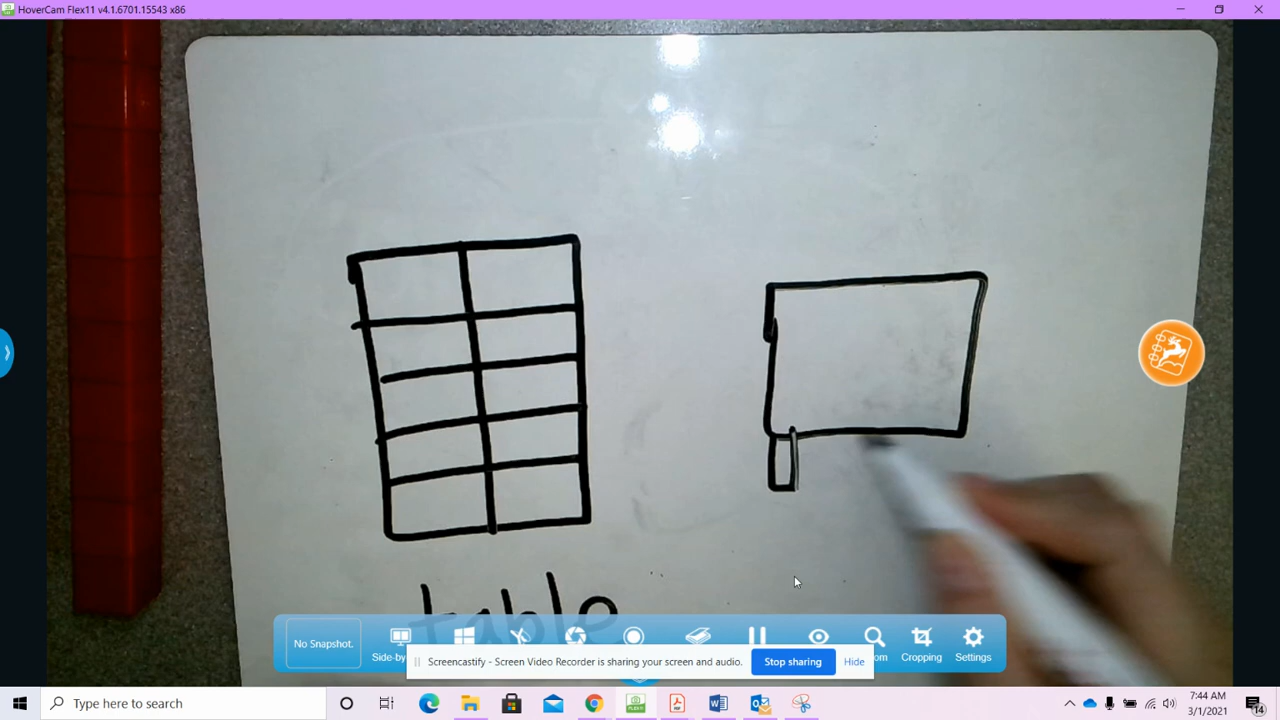 HoverCam Flex11 v4.1.6701.15543 x86
table
No Snapshot.
Side-by
om
Cropping
Settings
Screencastify - Screen Video Recorder is sharing your screen and audio.
Stop sharing
Hide
Type here to search
7:44 AM
3/1/2021
14